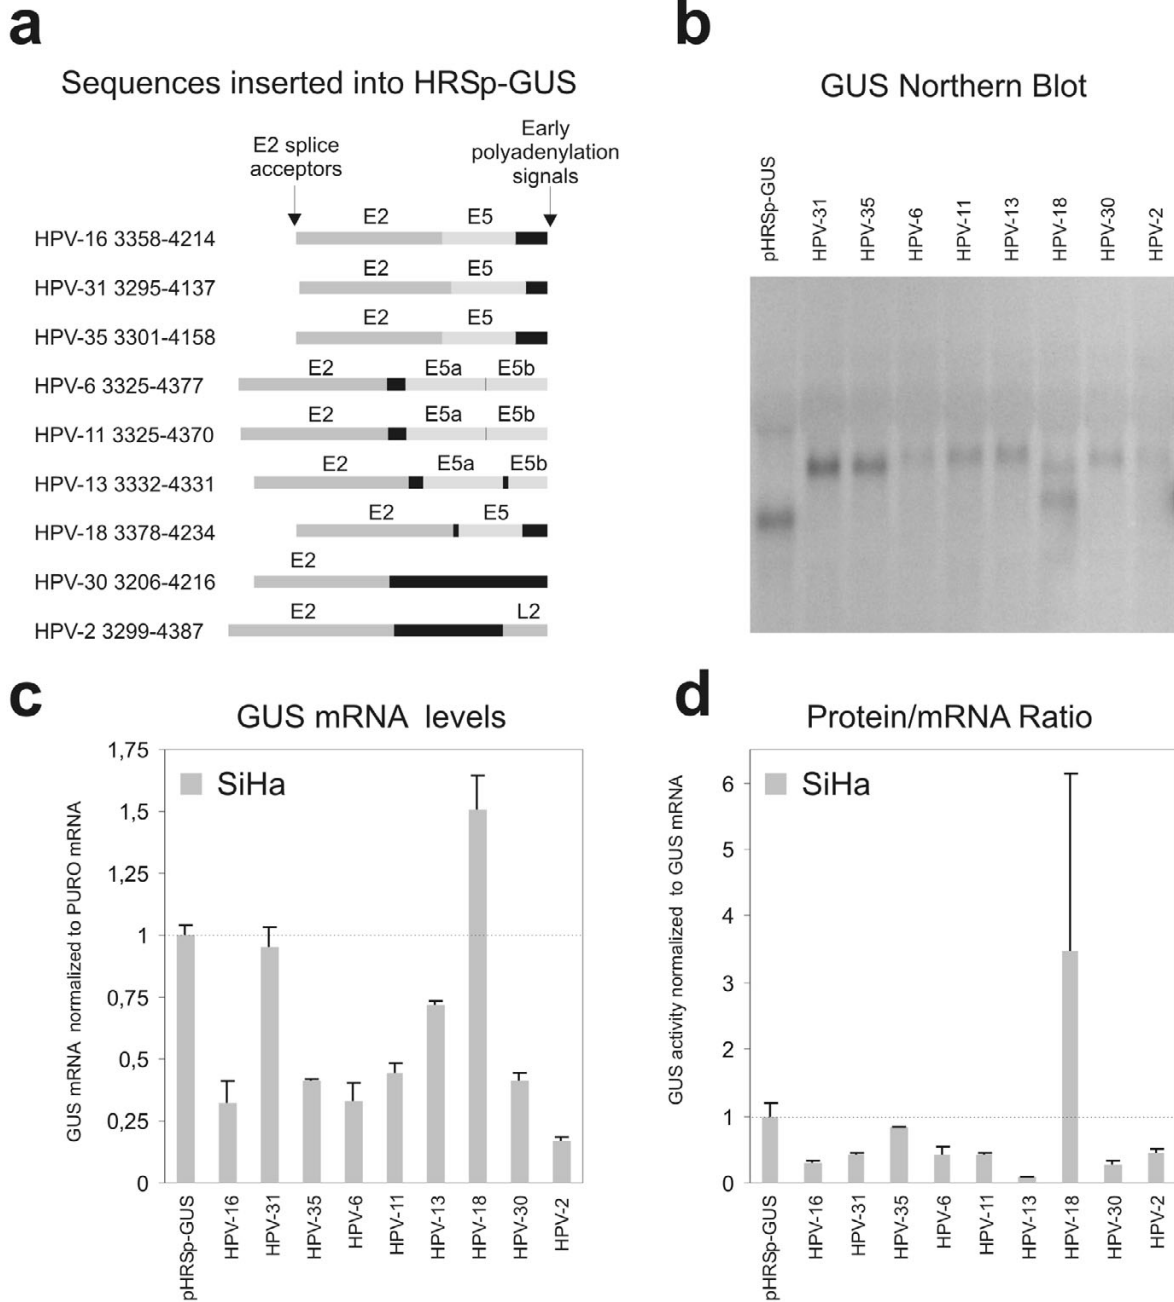 a
Sequences inserted into HRSp-GUS
E2 splice
acceptors
Early
polyadenylation
signals
E2 E5
HPV-16 3358-4214
E2 E5
HPV-31 3295-4137
E2 E5
HPV-35 3301-4158
E2 E5a E5b
HPV-6 3325-4377
E2 E5a E5b
HPV-11 3325-4370
E2 E5a E5b
HPV-13 3332-4331
E2 E5
HPV-18 3378-4234
E2
HPV-30 3206-4216
E2 L2
HPV-2 3299-4387
b
GUS Northern Blot
pHRSp-GUS
HPV-31
HPV-35
HPV-6
HPV-11
HPV-13
HPV-18
HPV-30
HPV-2
c
GUS mRNA levels
GUS mRNA normalized to PURO mRNA
1,75
1,5
1,25
1
0,75
0,5
0,25
0
SiHa
pHRSp-GUS
HPV-16
HPV-31
HPV-35
HPV-6
HPV-11
HPV-13
HPV-18
HPV-30
HPV-2
d
Protein/mRNA Ratio
GUS activity normalized to GUS mRNA
6
5
4
3
2
1
0
SiHa
pHRSp-GUS
HPV-16
HPV-31
HPV-35
HPV-6
HPV-11
HPV-13
HPV-18
HPV-30
HPV-2